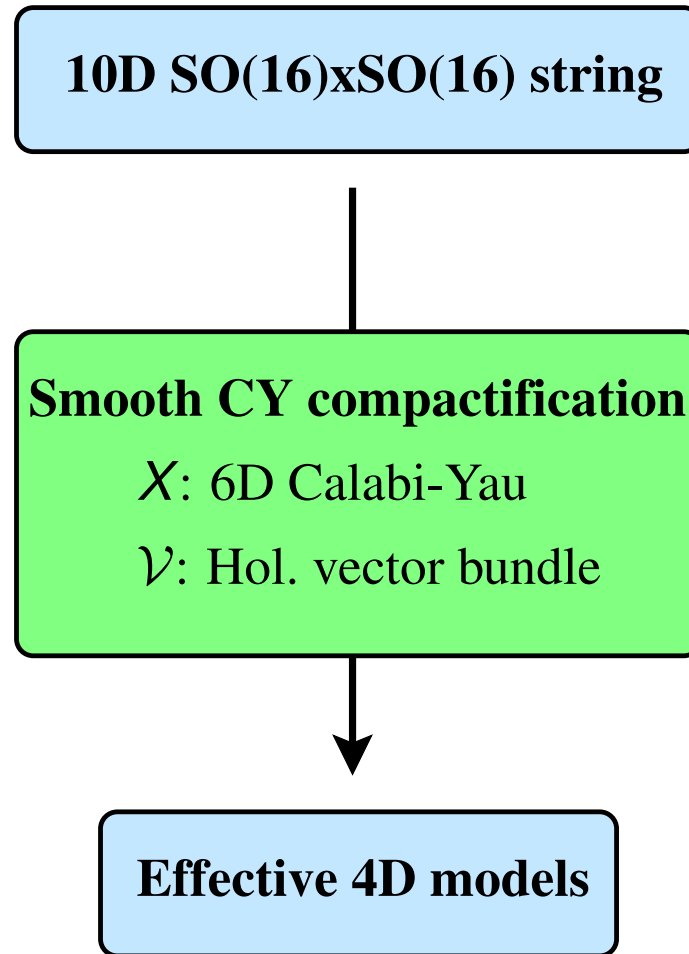 10D SO(16)xSO(16) string
Smooth CY compactification
X: 6D Calabi-Yau
𝒱: Hol. vector bundle
Effective 4D models